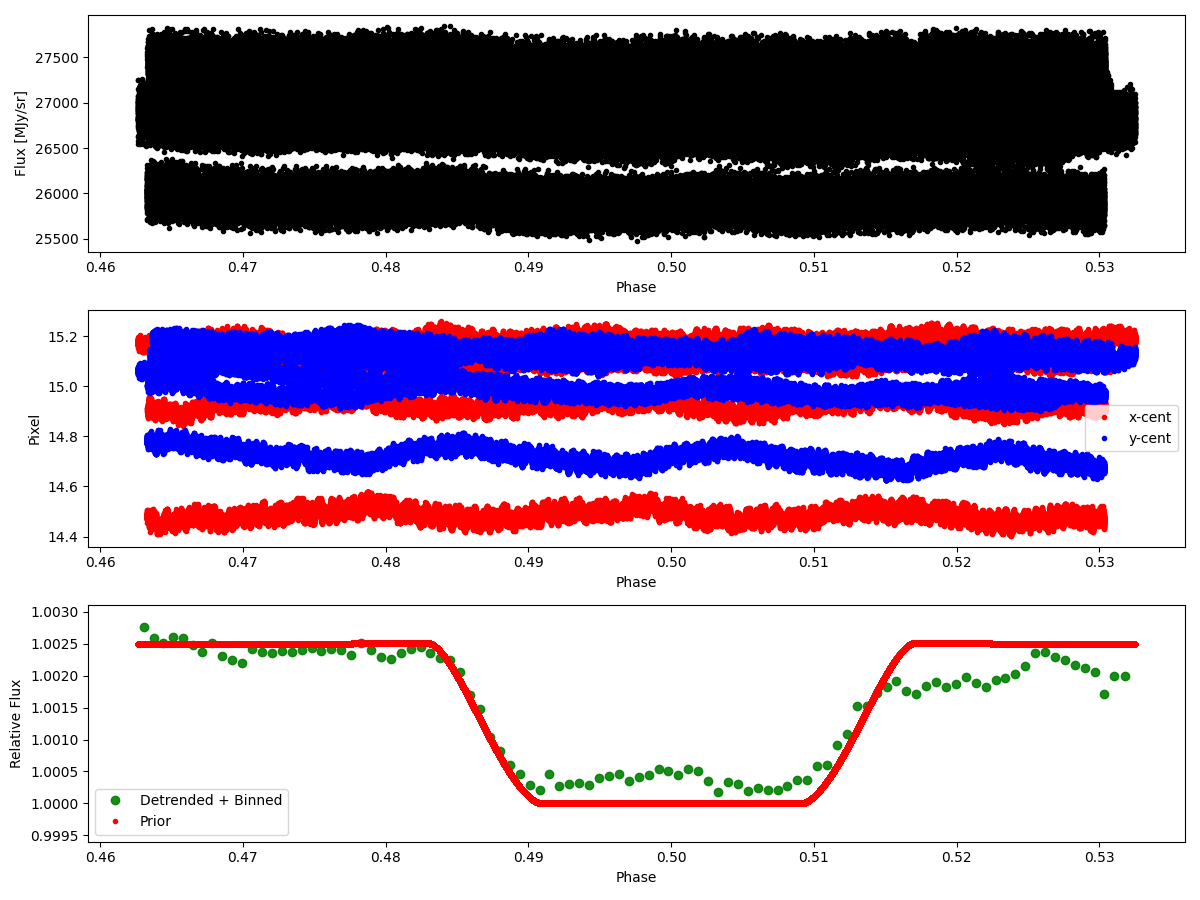 27500
27000
26500
26000
25500
Flux [MJy/sr]
0.46 0.47 0.48 0.49 0.50 0.51 0.52 0.53
Phase
15.2
15.0
14.8
14.6
14.4
Pixel
x-cent
y-cent
0.46 0.47 0.48 0.49 0.50 0.51 0.52 0.53
Phase
1.0030
1.0025
1.0020
1.0015
1.0010
1.0005
1.0000
0.9995
Relative Flux
Detrended + Binned
Prior
0.46 0.47 0.48 0.49 0.50 0.51 0.52 0.53
Phase